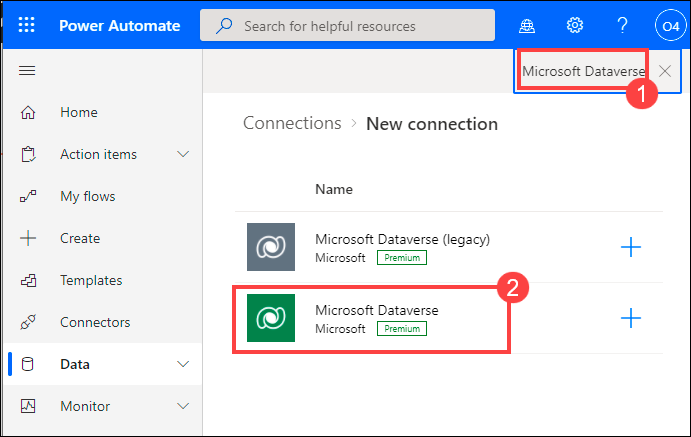 Power Automate
Search for helpful resources
?
O4
Microsoft Dataverse
1
Connections > New connection
Home
Action items
My flows
Create
Templates
Connectors
Data
Monitor
Name
Microsoft Dataverse (legacy)
Microsoft Premium
2
Microsoft Dataverse
Microsoft Premium